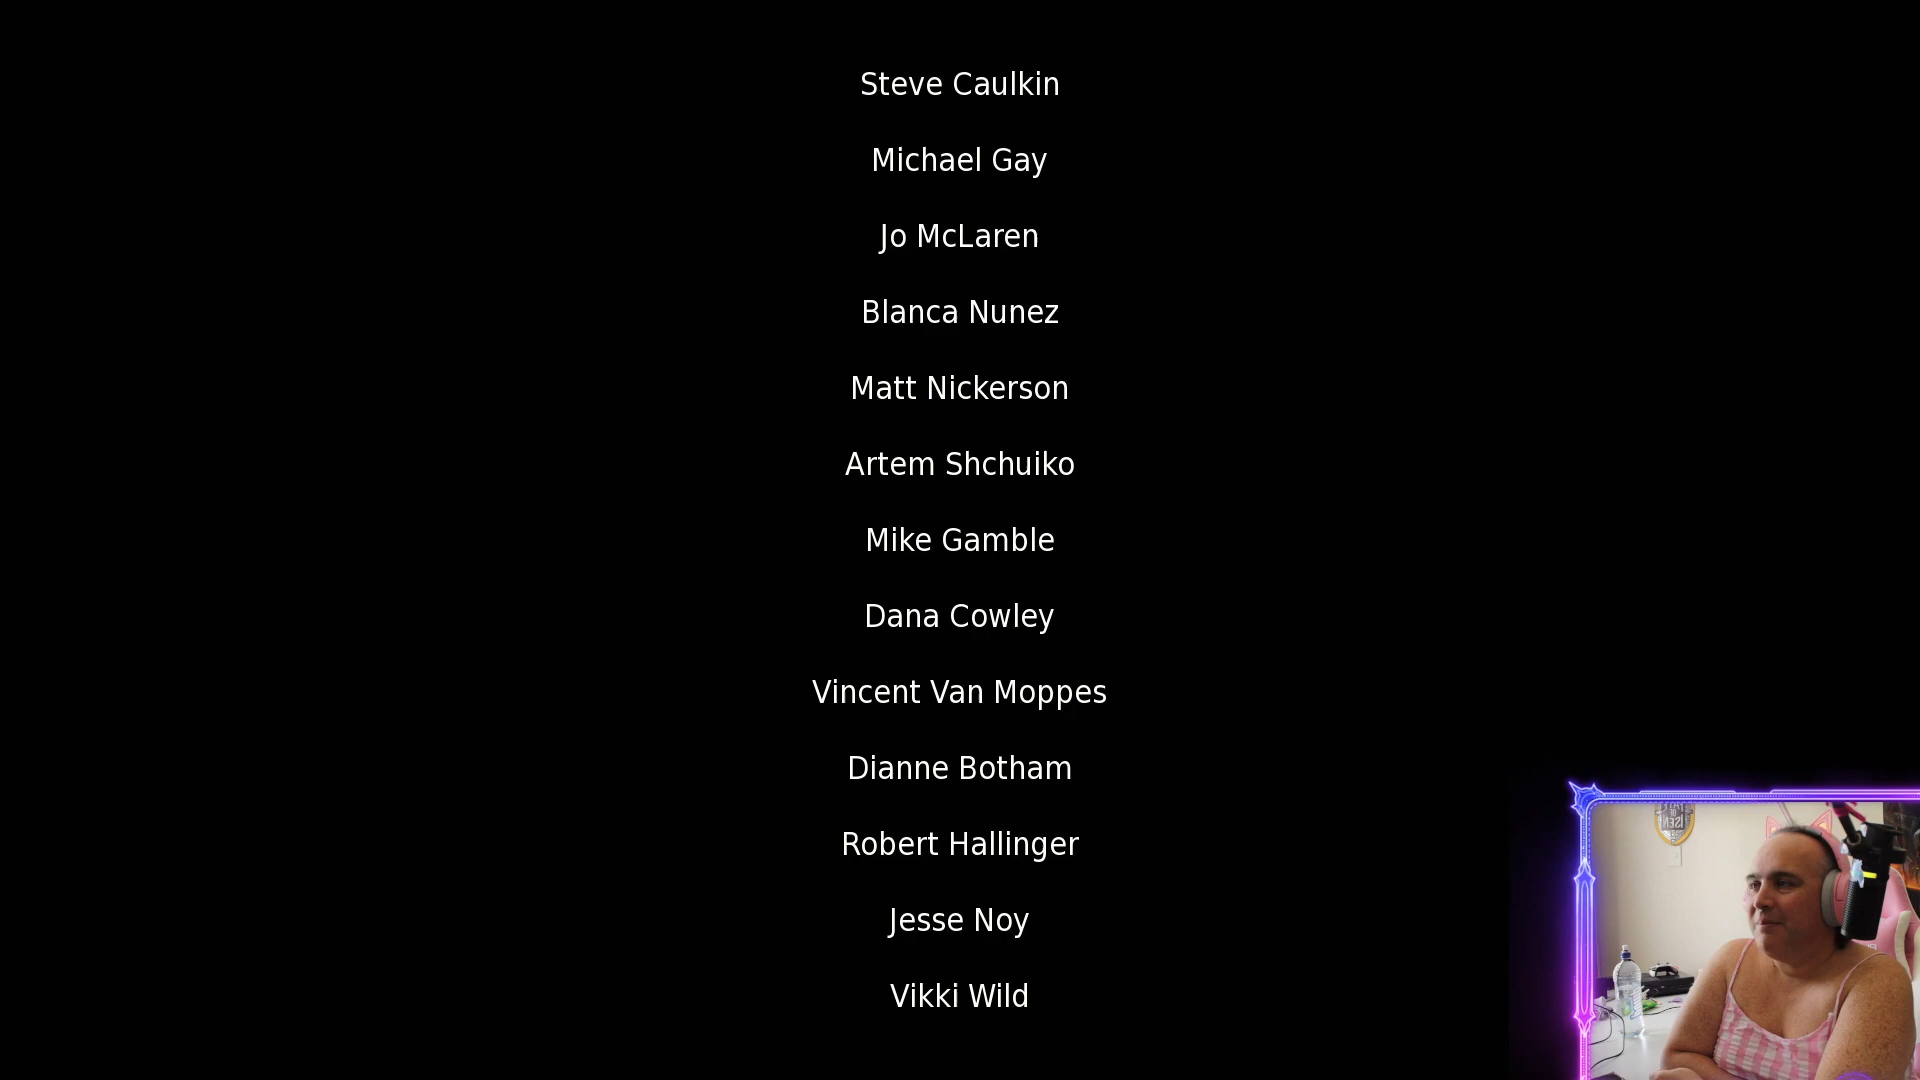 Steve Caulkin
Michael Gay
Jo McLaren
Blanca Nunez
Matt Nickerson
Artem Shchuiko
Mike Gamble
Dana Cowley
Vincent Van Moppes
Dianne Botham
Robert Hallinger
Jesse Noy
Vikki Wild